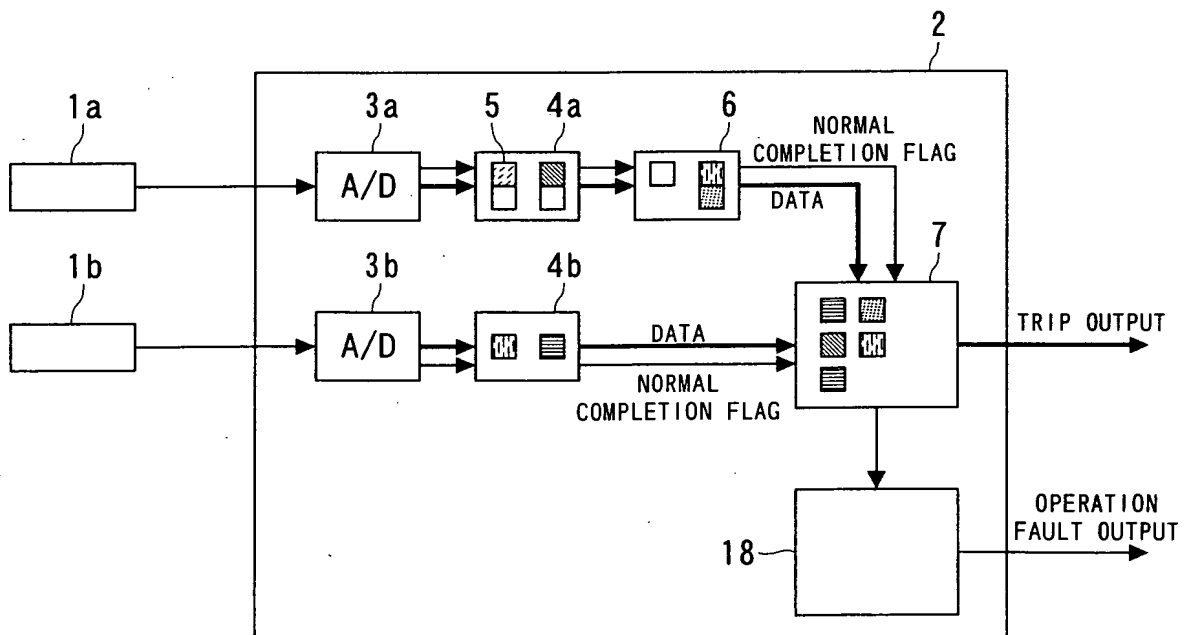 2
1a
3a
5
4a
6
NORMAL
COMPLETION FLAG
A/D
DATA
1b
3b
4b
7
A/D
DATA
TRIP OUTPUT
NORMAL
COMPLETION FLAG
OPERATION
FAULT OUTPUT
18